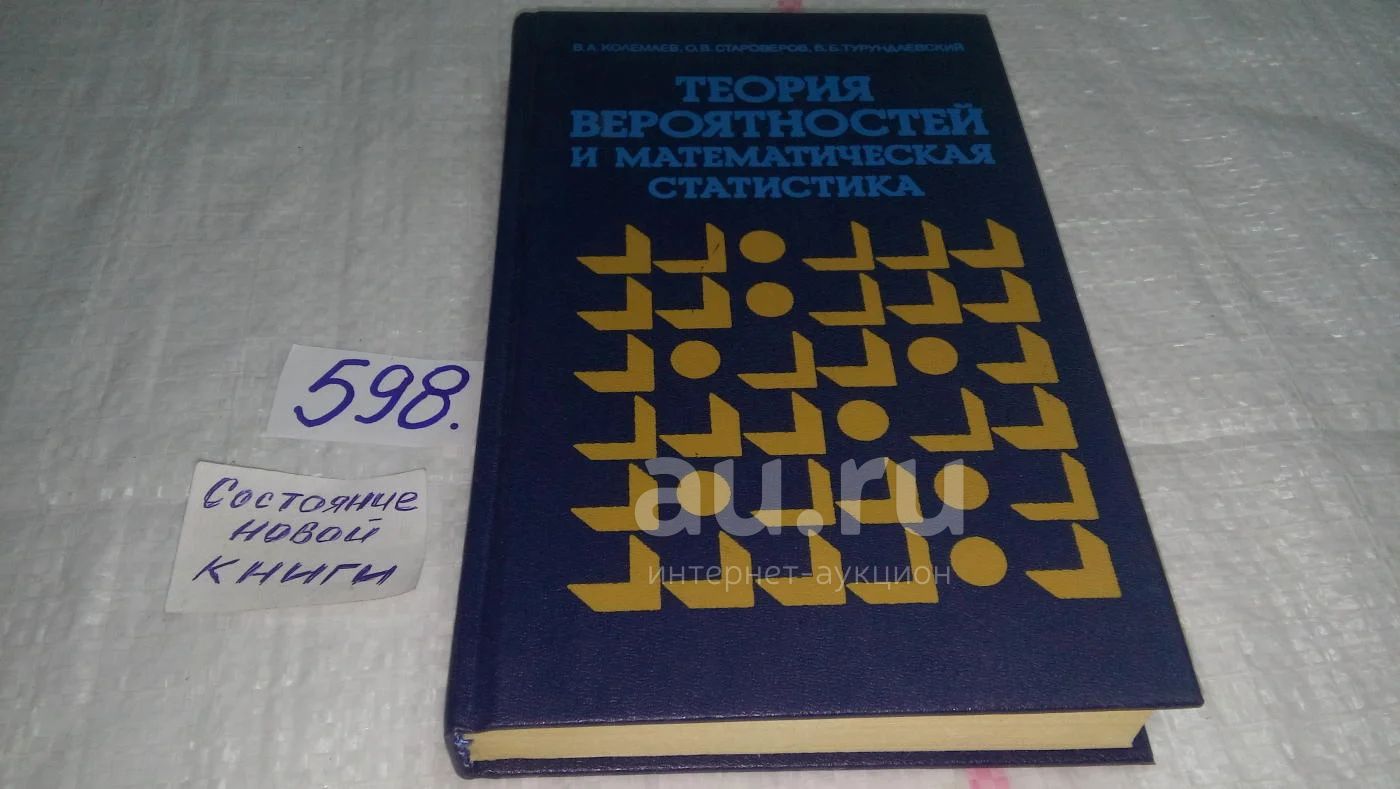 В.А. КОЛЕМАЕВ, О.В. СТАРОВЕРОВ, В.Б. ТУРУНДАЕВСКИЙ
ТЕОРИЯ
ВЕРОЯТНОСТЕЙ
И МАТЕМАТИЧЕСКАЯ
СТАТИСТИКА
598.
Состояние
новой
книги
au.ru
интернет-аукцион